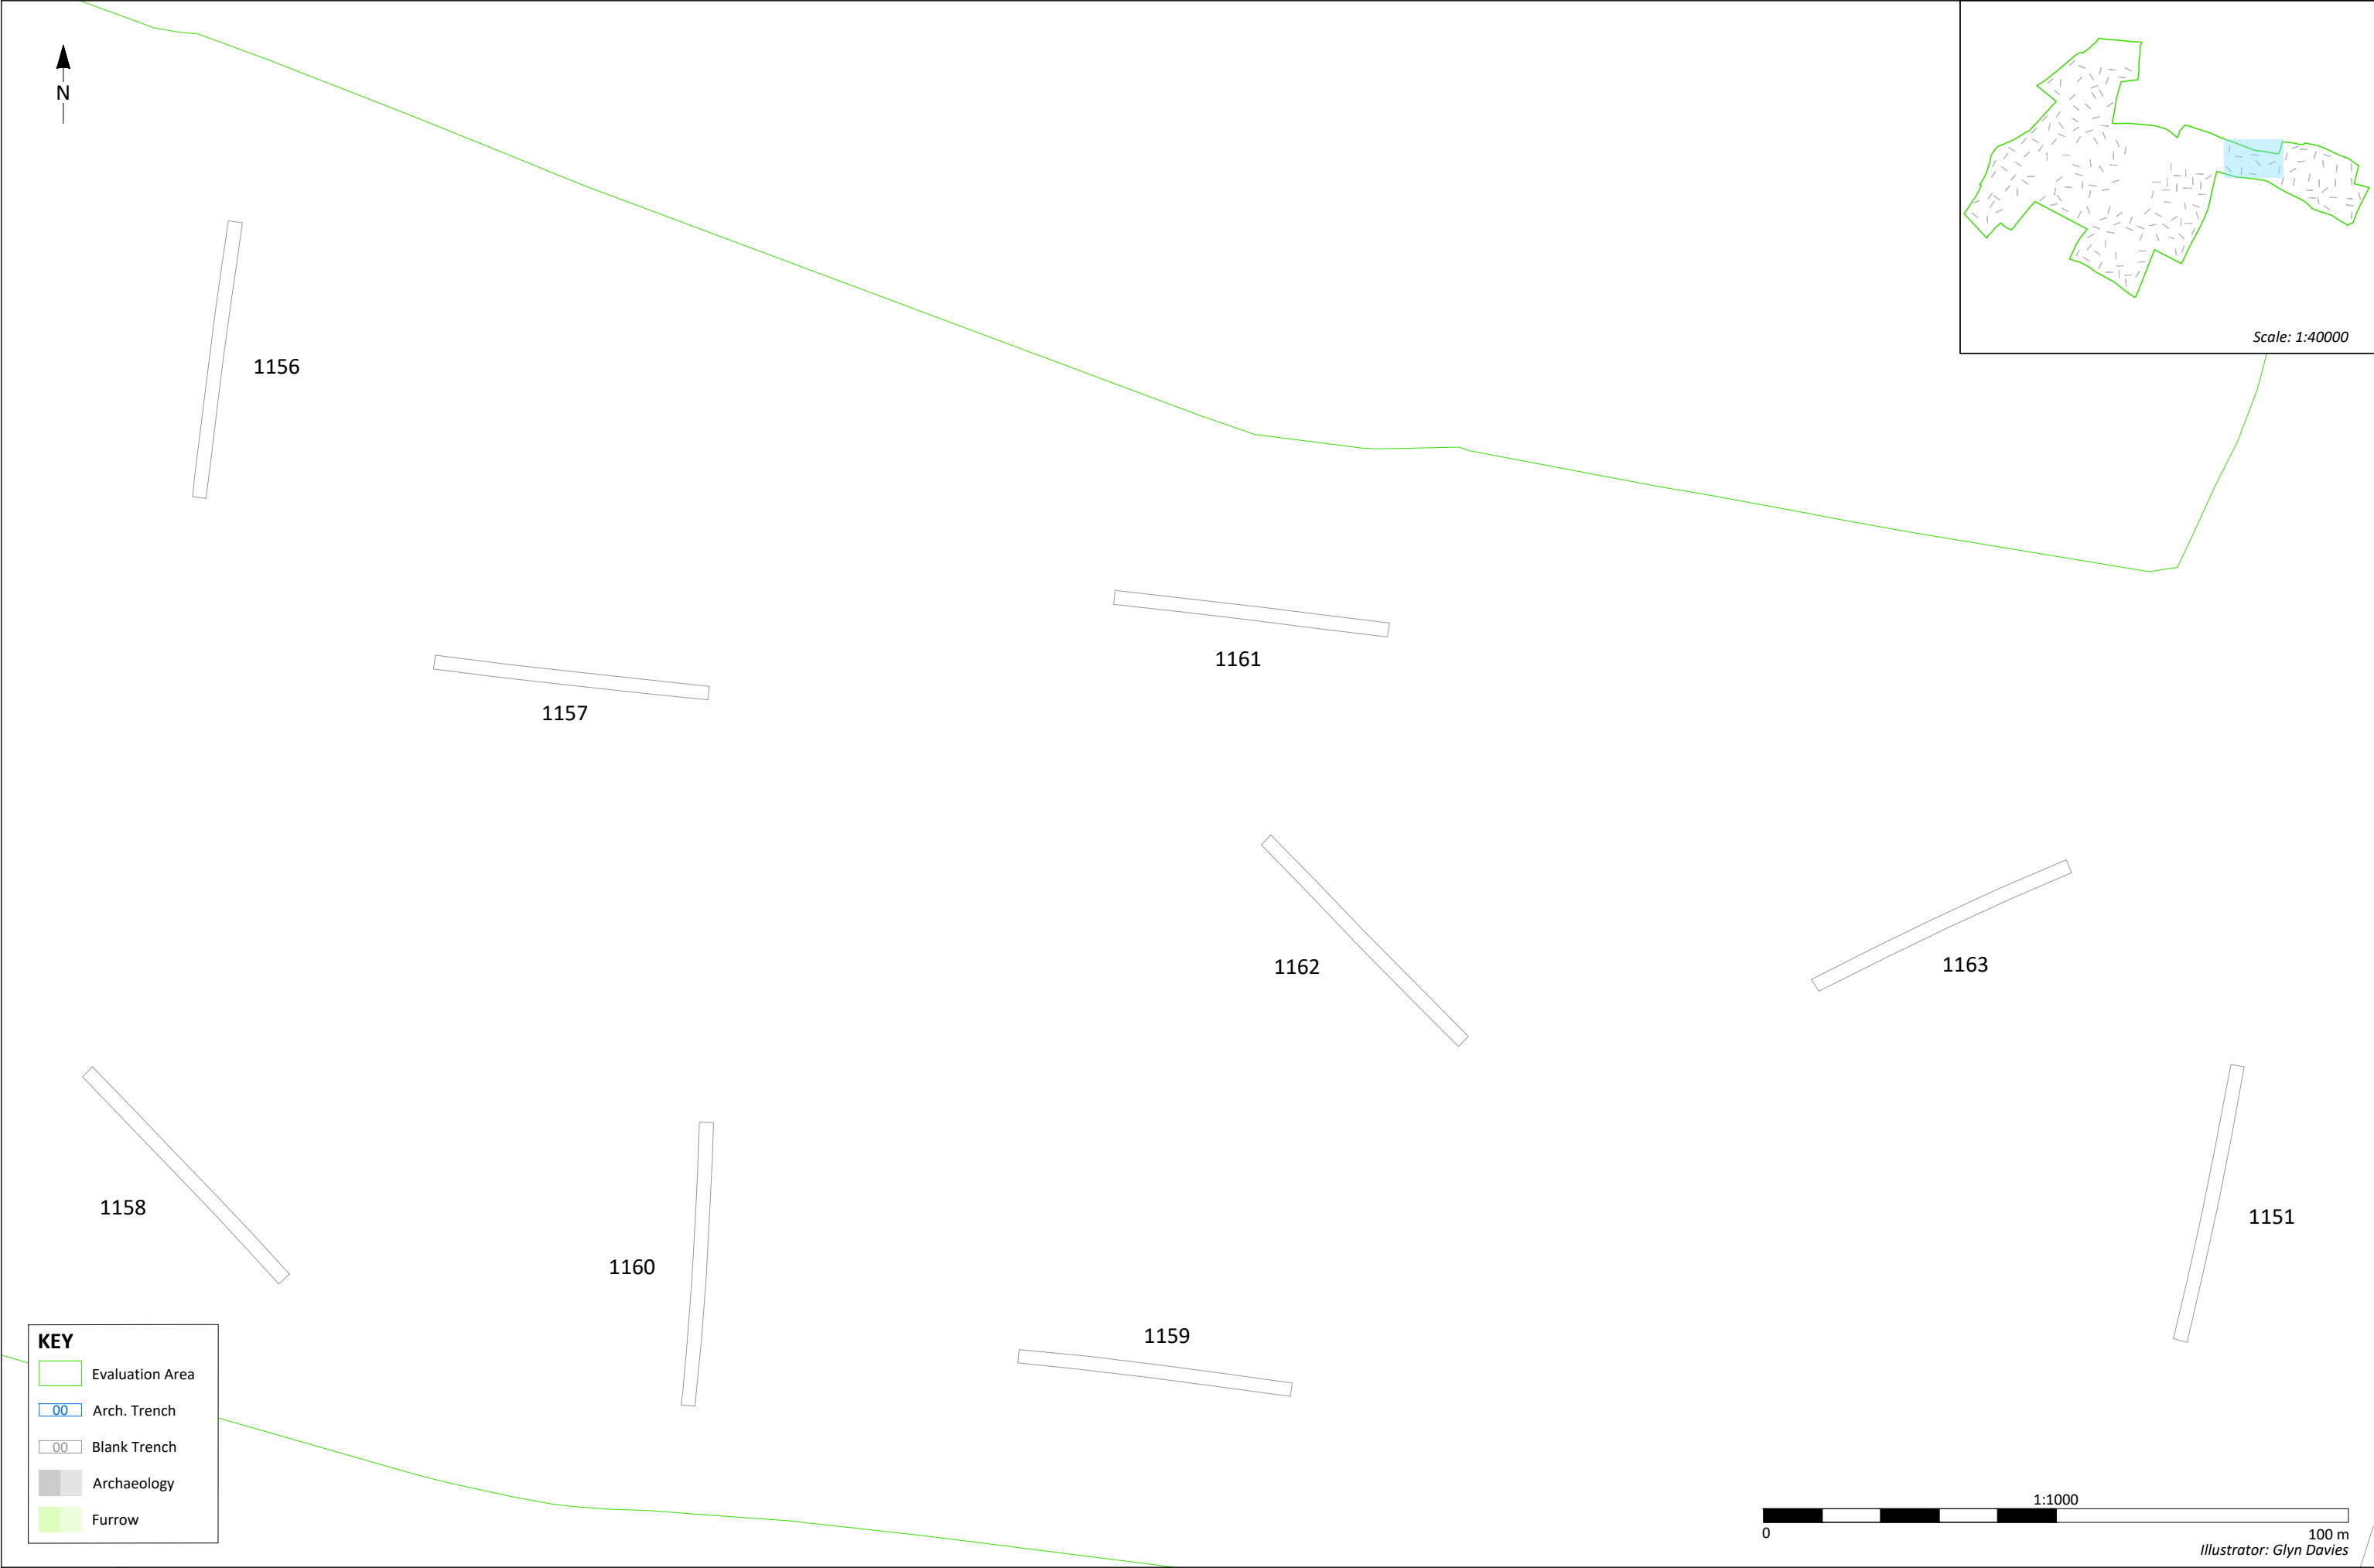 N
Scale: 1:40000
1156
1161
1157
1162
1163
1158
1151
1160
1159
KEY
Evaluation Area
00 Arch. Trench
00 Blank Trench
Archaeology
Furrow
1:1000
0 100 m
Illustrator: Glyn Davies